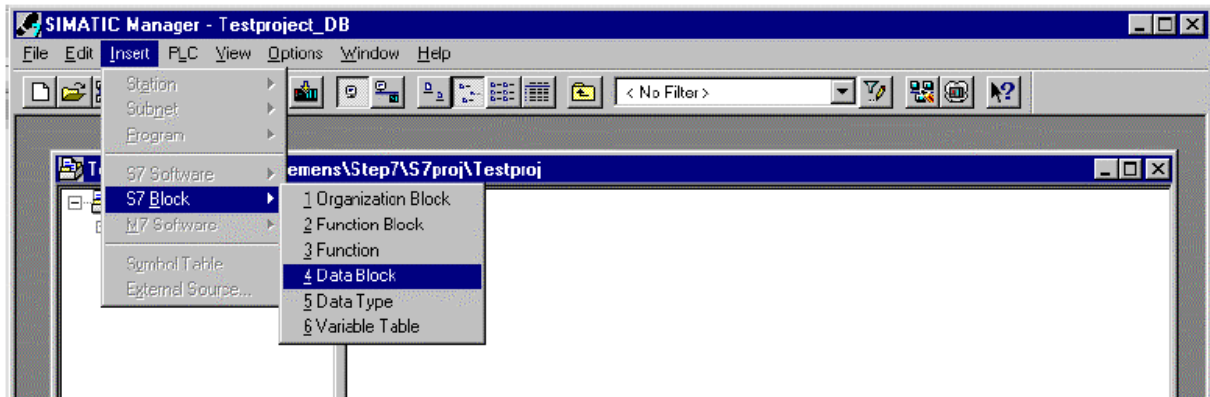 SIMATIC Manager - Testproject_DB
File Edit Insert PLC View Options Window Help
Station
Subnet
Program
S7 Software
S7 Block
M7 Software
Symbol Table
External Source...
< No Filter >
emens\Step7\S7proj\Testproj
1 Organization Block
2 Function Block
3 Function
4 Data Block
5 Data Type
6 Variable Table